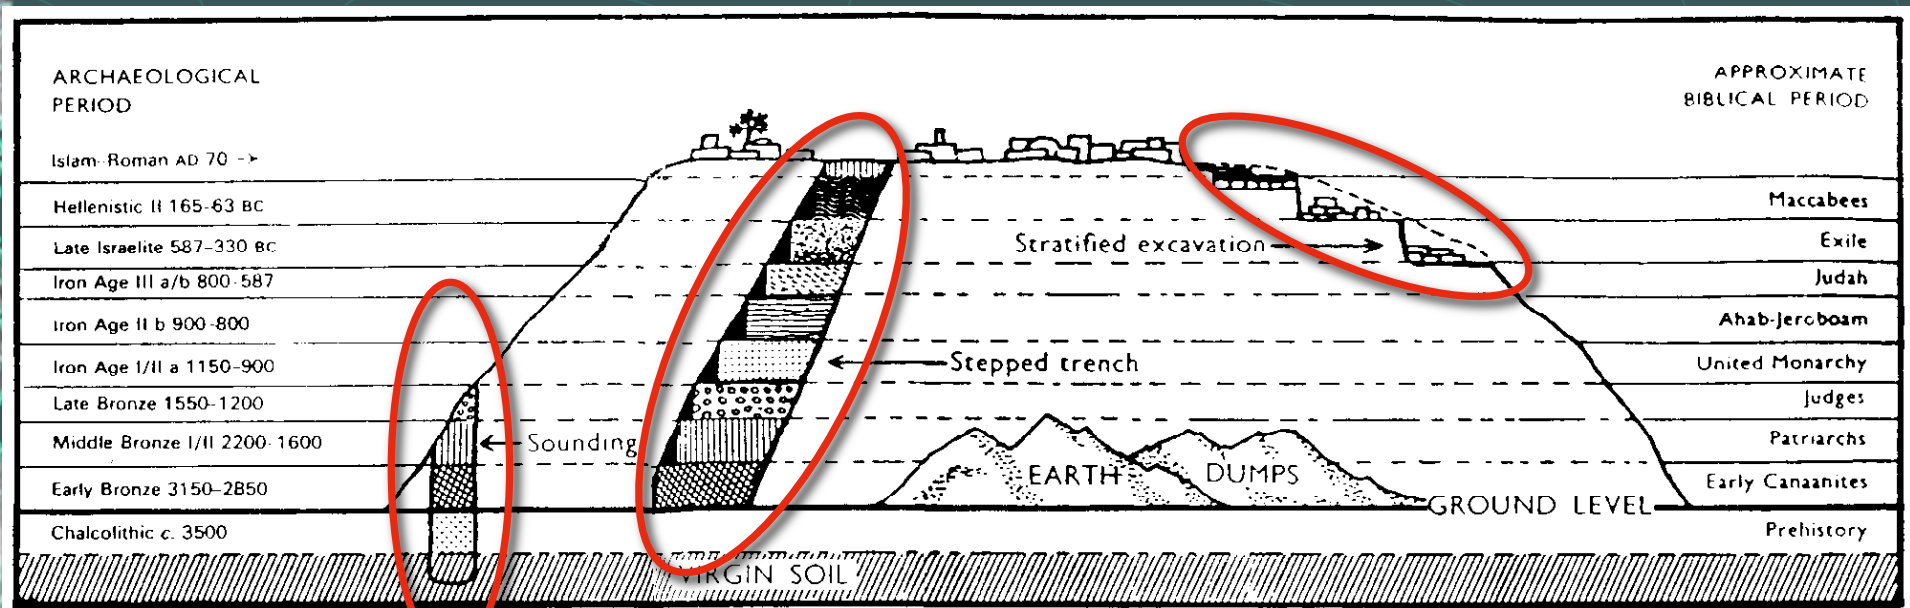 ARCHAEOLOGICAL
PERIOD
APPROXIMATE
BIBLICAL PERIOD
Islam-Roman AD 70 ->
Hellenistic II 165-63 BC
Maccabees
Late Israelite 587-330 BC
Stratified excavation
Exile
Iron Age III a/b 800-587
Judah
Iron Age II b 900-800
Ahab-Jeroboam
Iron Age I/II a 1150-900
Stepped trench
United Monarchy
Late Bronze 1550-1200
Judges
Middle Bronze I/II 2200-1600
Sounding
Patriarchs
Early Bronze 3150-2850
EARTH DUMPS
Early Canaanites
GROUND LEVEL
Chalcolithic c. 3500
Prehistory
VIRGIN SOIL